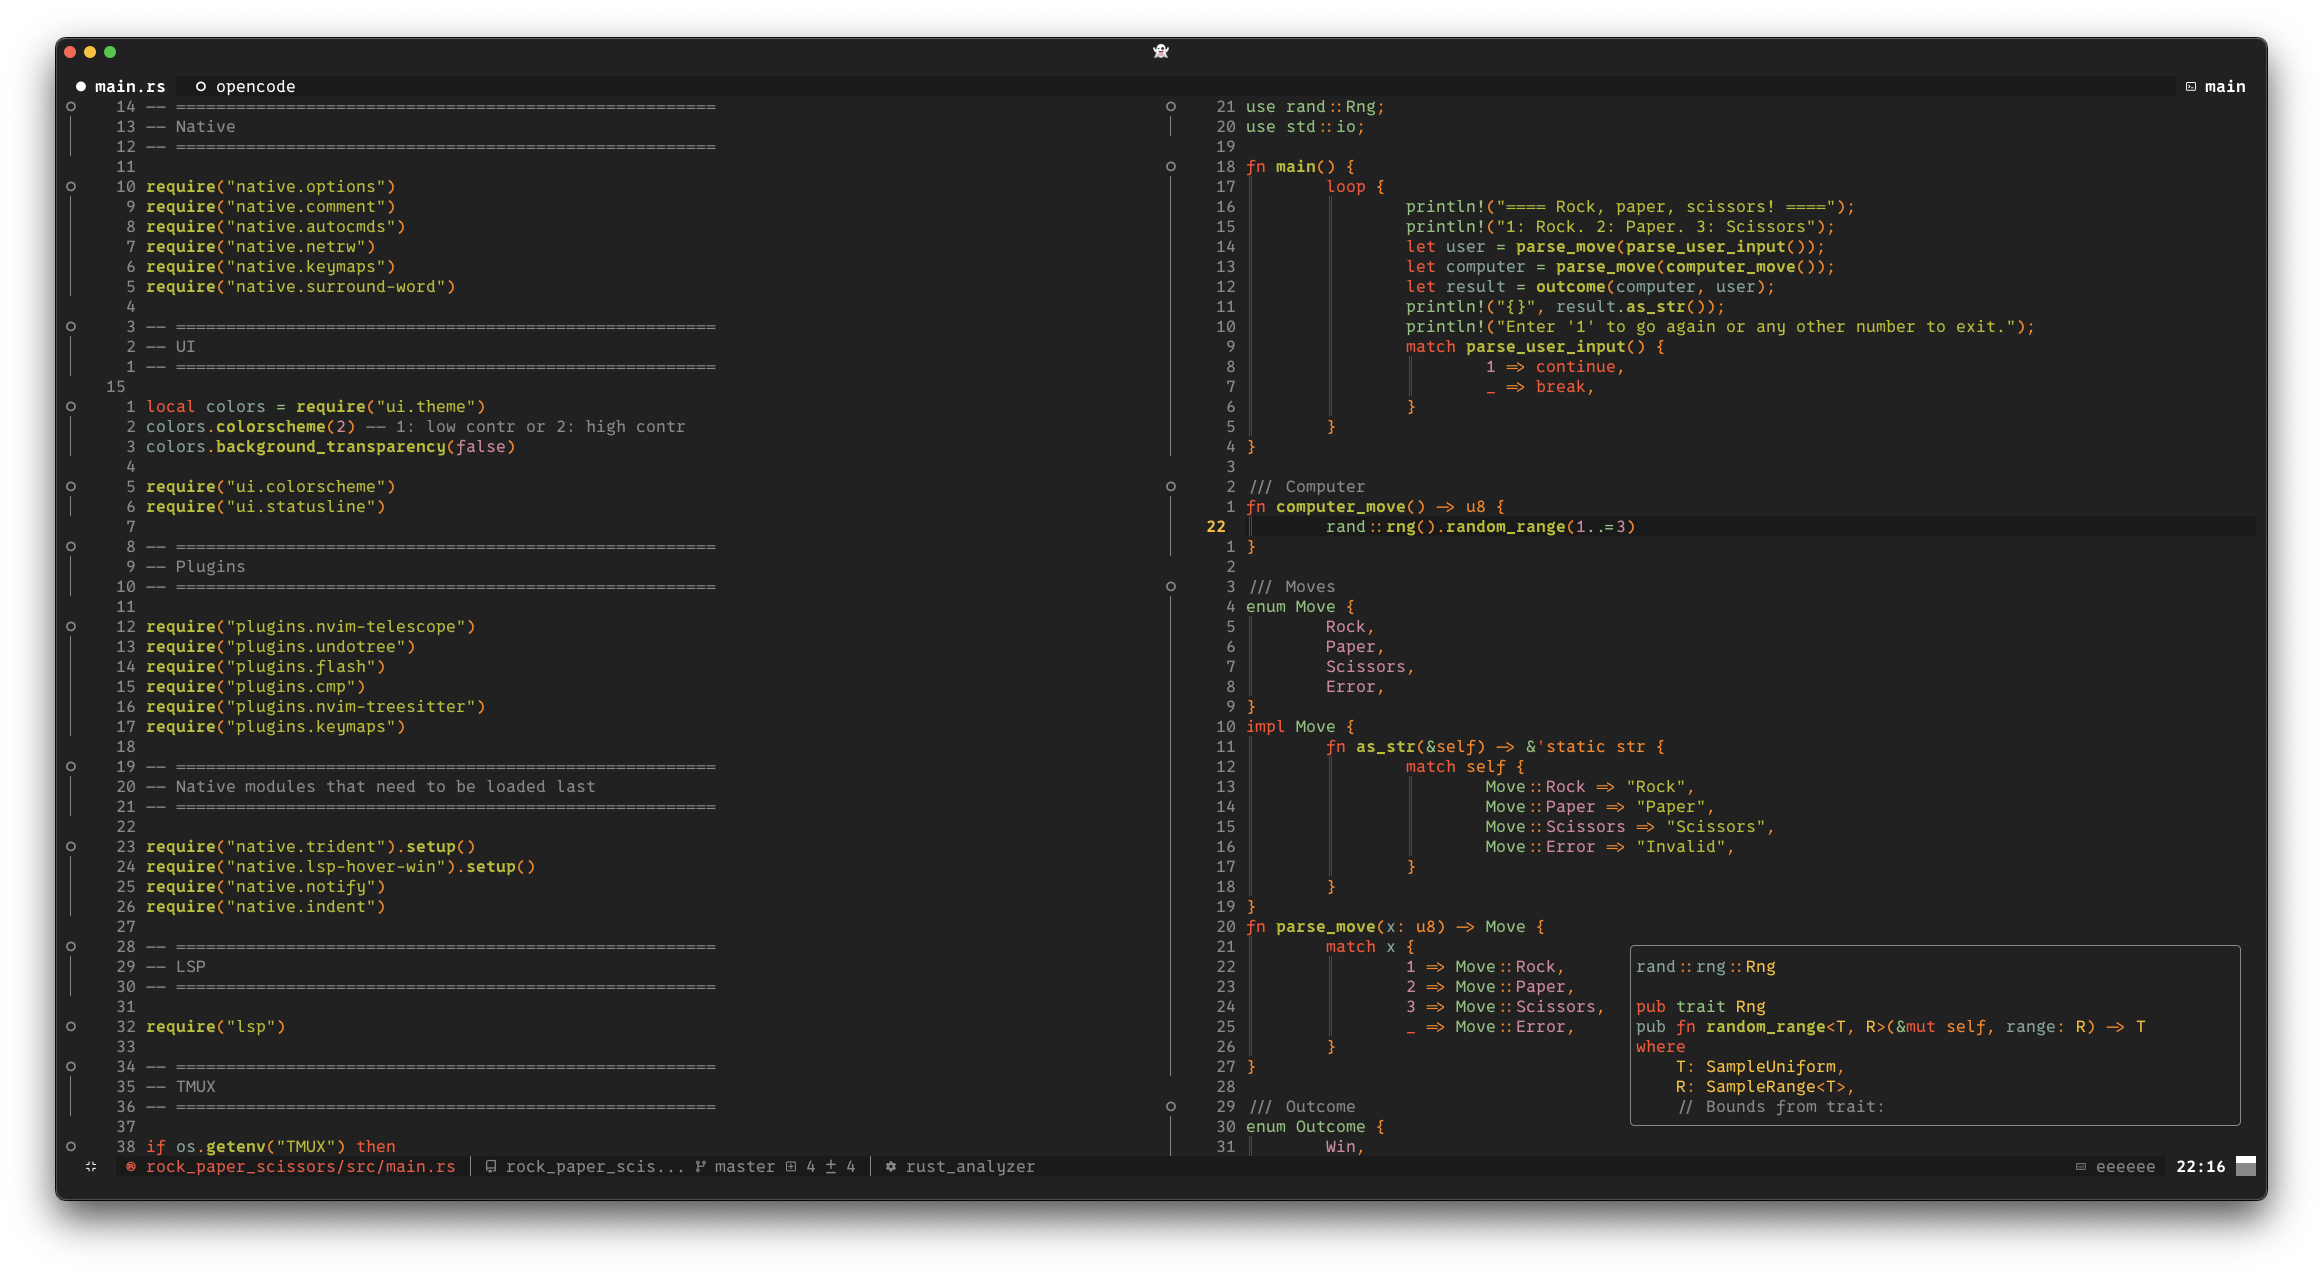 main.rs opencode main
14 -- ======================================================
13 -- Native
12 -- ======================================================
11
10 require("native.options")
9 require("native.comment")
8 require("native.autocmds")
7 require("native.netrw")
6 require("native.keymaps")
5 require("native.surround-word")
4
3 -- ======================================================
2 -- UI
1 -- ======================================================
15
1 local colors = require("ui.theme")
2 colors.colorscheme(2) -- 1: low contr or 2: high contr
3 colors.background_transparency(false)
4
5 require("ui.colorscheme")
6 require("ui.statusline")
7
8 -- ======================================================
9 -- Plugins
10 -- ======================================================
11
12 require("plugins.nvim-telescope")
13 require("plugins.undotree")
14 require("plugins.flash")
15 require("plugins.cmp")
16 require("plugins.nvim-treesitter")
17 require("plugins.keymaps")
18
19 -- ======================================================
20 -- Native modules that need to be loaded last
21 -- ======================================================
22
23 require("native.trident").setup()
24 require("native.lsp-hover-win").setup()
25 require("native.notify")
26 require("native.indent")
27
28 -- ======================================================
29 -- LSP
30 -- ======================================================
31
32 require("lsp")
33
34 -- ======================================================
35 -- TMUX
36 -- ======================================================
37
38 if os.getenv("TMUX") then
21 use rand::Rng;
20 use std::io;
19
18 fn main() {
17 loop {
16 println!("==== Rock, paper, scissors! ====");
15 println!("1: Rock. 2: Paper. 3: Scissors");
14 let user = parse_move(parse_user_input());
13 let computer = parse_move(computer_move());
12 let result = outcome(computer, user);
11 println!("{}", result.as_str());
10 println!("Enter '1' to go again or any other number to exit.");
9 match parse_user_input() {
8 1 => continue,
7 _ => break,
6 }
5 }
4 }
3
2 /// Computer
1 fn computer_move() -> u8 {
22 rand::rng().random_range(1..=3)
1 }
2
3 /// Moves
4 enum Move {
5 Rock,
6 Paper,
7 Scissors,
8 Error,
9 }
10 impl Move {
11 fn as_str(&self) -> &'static str {
12 match self {
13 Move::Rock => "Rock",
14 Move::Paper => "Paper",
15 Move::Scissors => "Scissors",
16 Move::Error => "Invalid",
17 }
18 }
19 }
20 fn parse_move(x: u8) -> Move {
21 match x {
22 1 => Move::Rock,
23 2 => Move::Paper,
24 3 => Move::Scissors,
25 _ => Move::Error,
26 }
27 }
28
29 /// Outcome
30 enum Outcome {
31 Win,
rand::rng::Rng
pub trait Rng
pub fn random_range<T, R>(&mut self, range: R) -> T
where
T: SampleUniform,
R: SampleRange<T>,
// Bounds from trait:
rock_paper_scissors/src/main.rs rock_paper_scis... master 4 ± 4 rust_analyzer eeeeee 22:16